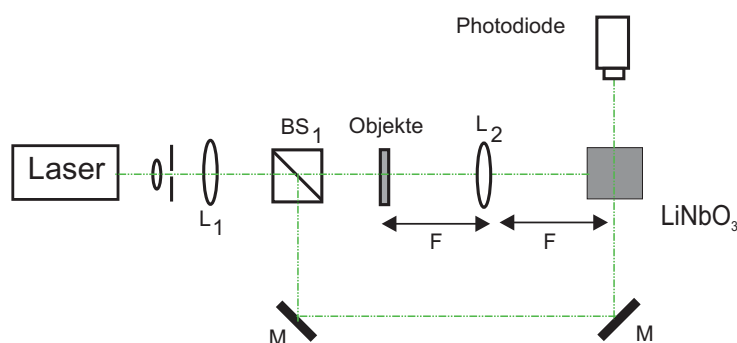 Photodiode
BS1
Objekte
L2
Laser
L1
F
F
LiNbO3
M
M